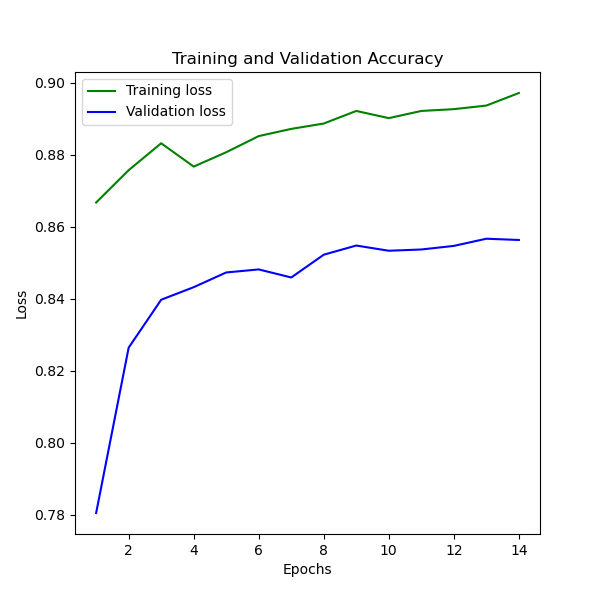 Training and Validation Accuracy
Training loss
Validation loss
0.90
0.88
0.86
0.84
0.82
0.80
0.78
Loss
2 4 6 8 10 12 14
Epochs